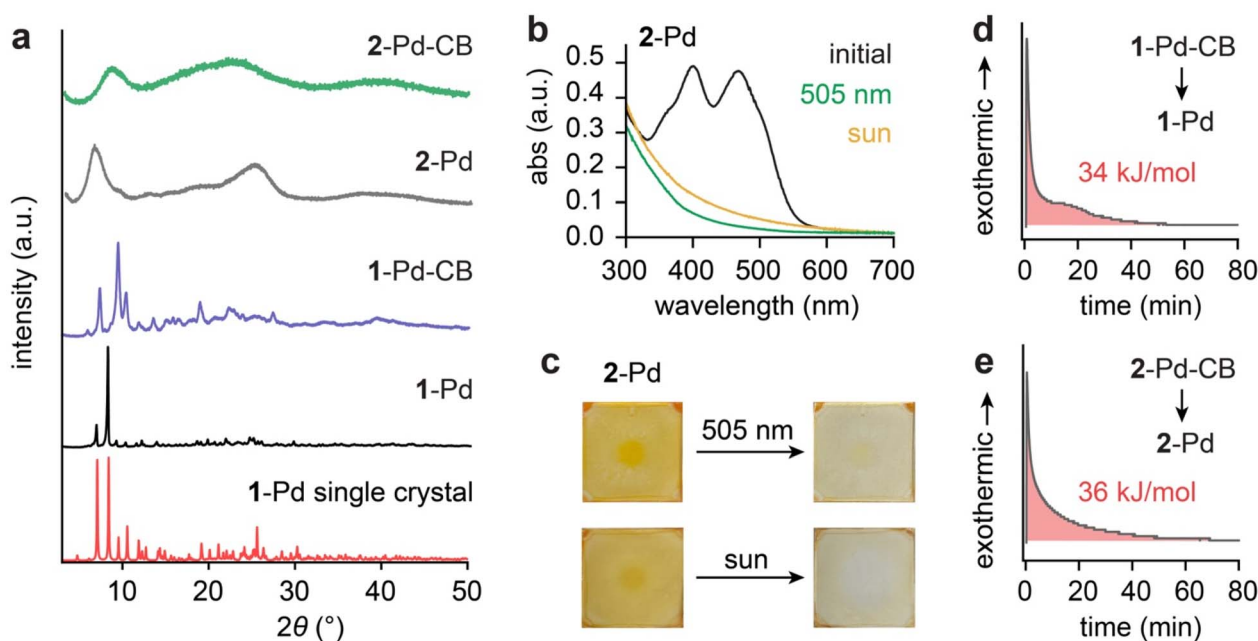 a
intensity (a.u.)
2-Pd-CB
2-Pd
1-Pd-CB
1-Pd
1-Pd single crystal
10 20 30 40 50
2θ (°)
b
2-Pd
initial
505 nm
sun
abs (a.u.)
0.5
0.4
0.3
0.2
0.1
0.0
300 400 500 600 700
wavelength (nm)
c
2-Pd
505 nm
sun
d
exothermic →
1-Pd-CB
↓
1-Pd
34 kJ/mol
0 20 40 60 80
time (min)
e
exothermic →
2-Pd-CB
↓
2-Pd
36 kJ/mol
0 20 40 60 80
time (min)